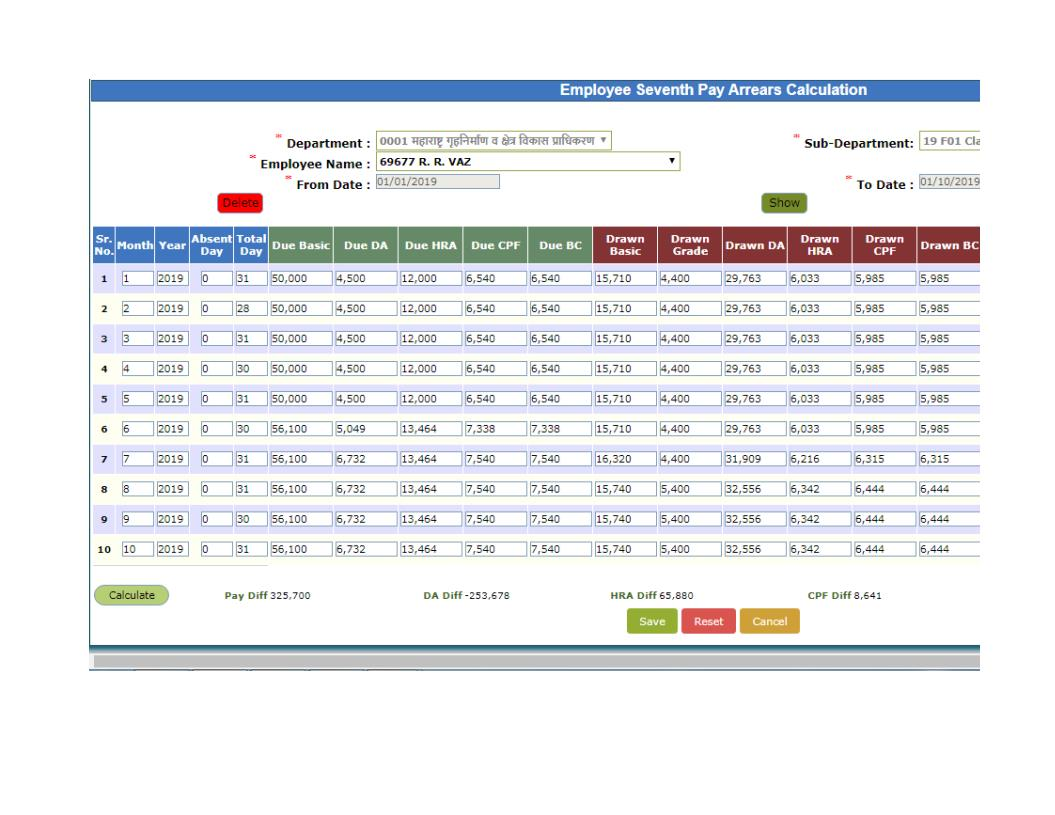 Employee Seventh Pay Arrears Calculation
* Department : 0001 महाराष्ट्र गृहनिर्माण व क्षेत्र विकास प्राधिकरण * Sub-Department: 19 F01 Cla
* Employee Name : 69677 R. R. VAZ
* From Date : 01/01/2019 * To Date : 01/10/2019
Delete Show
Sr. No. Month Year Absent Day Total Day Due Basic Due DA Due HRA Due CPF Due BC Drawn Basic Drawn Grade Drawn DA Drawn HRA Drawn CPF Drawn BC
1 1 2019 0 31 50,000 4,500 12,000 6,540 6,540 15,710 4,400 29,763 6,033 5,985 5,985
2 2 2019 0 28 50,000 4,500 12,000 6,540 6,540 15,710 4,400 29,763 6,033 5,985 5,985
3 3 2019 0 31 50,000 4,500 12,000 6,540 6,540 15,710 4,400 29,763 6,033 5,985 5,985
4 4 2019 0 30 50,000 4,500 12,000 6,540 6,540 15,710 4,400 29,763 6,033 5,985 5,985
5 5 2019 0 31 50,000 4,500 12,000 6,540 6,540 15,710 4,400 29,763 6,033 5,985 5,985
6 6 2019 0 30 56,100 5,049 13,464 7,338 7,338 15,710 4,400 29,763 6,033 5,985 5,985
7 7 2019 0 31 56,100 6,732 13,464 7,540 7,540 16,320 4,400 31,909 6,216 6,315 6,315
8 8 2019 0 31 56,100 6,732 13,464 7,540 7,540 15,740 5,400 32,556 6,342 6,444 6,444
9 9 2019 0 30 56,100 6,732 13,464 7,540 7,540 15,740 5,400 32,556 6,342 6,444 6,444
10 10 2019 0 31 56,100 6,732 13,464 7,540 7,540 15,740 5,400 32,556 6,342 6,444 6,444
Calculate Pay Diff 325,700 DA Diff -253,678 HRA Diff 65,880 CPF Diff 8,641
Save Reset Cancel